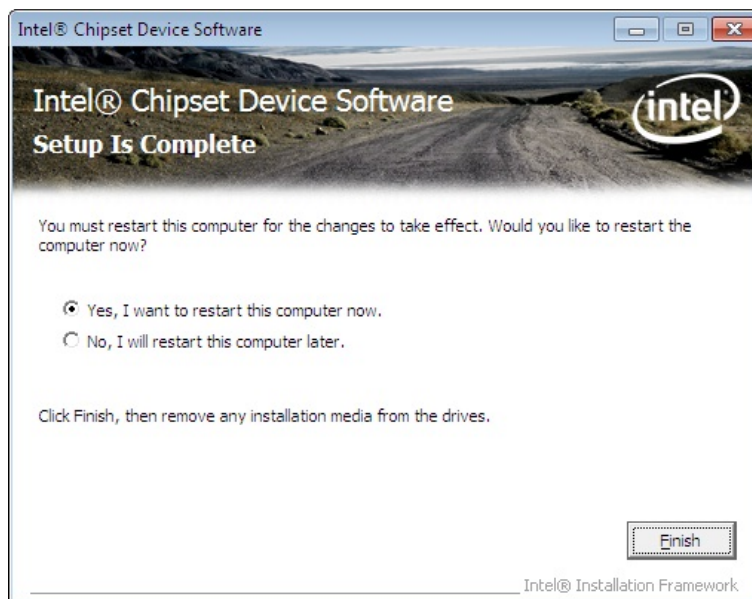 Intel® Chipset Device Software
Intel® Chipset Device Software
intel
Setup Is Complete
You must restart this computer for the changes to take effect. Would you like to restart the
computer now?
Yes, I want to restart this computer now.
No, I will restart this computer later.
Click Finish, then remove any installation media from the drives.
Finish
Intel® Installation Framework